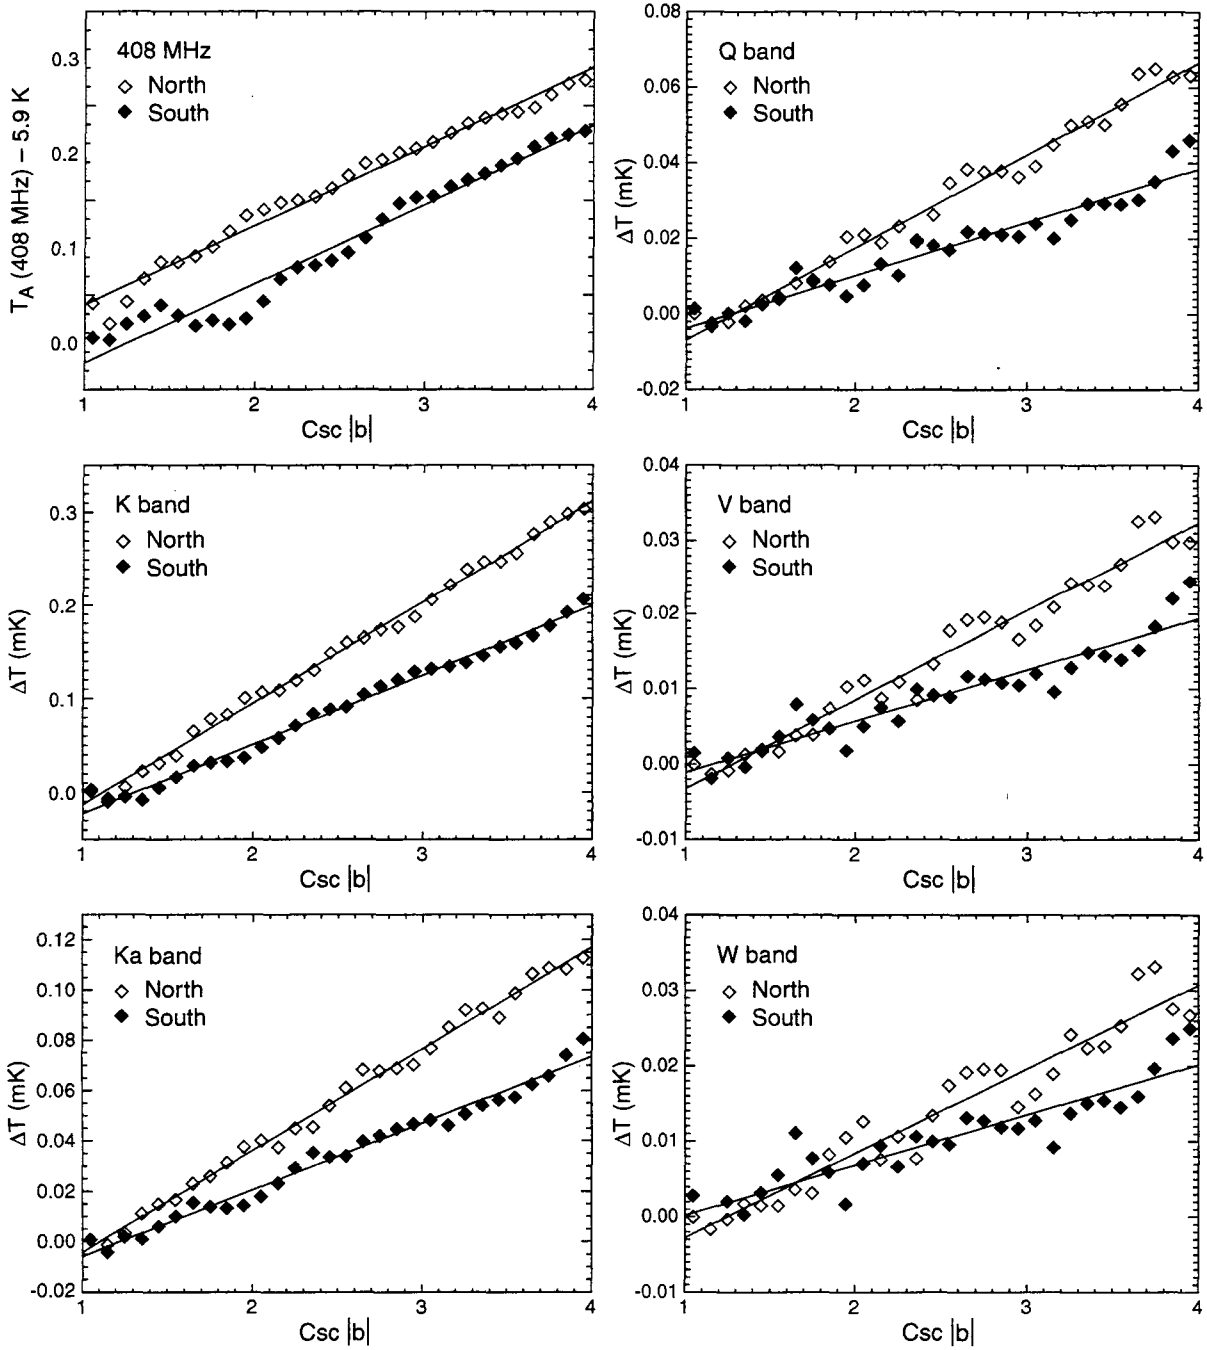 408 MHz
North
South
T_A (408 MHz) – 5.9 K
0.3
0.2
0.1
0.0
1 2 3 4
Csc |b|
Q band
North
South
ΔT (mK)
0.08
0.06
0.04
0.02
0.00
-0.02
1 2 3 4
Csc |b|
K band
North
South
ΔT (mK)
0.3
0.2
0.1
0.0
1 2 3 4
Csc |b|
V band
North
South
ΔT (mK)
0.04
0.03
0.02
0.01
0.00
-0.01
1 2 3 4
Csc |b|
Ka band
North
South
ΔT (mK)
0.12
0.10
0.08
0.06
0.04
0.02
0.00
-0.02
1 2 3 4
Csc |b|
W band
North
South
ΔT (mK)
0.04
0.03
0.02
0.01
0.00
-0.01
1 2 3 4
Csc |b|